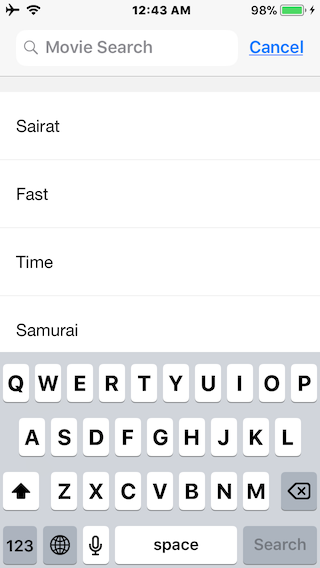 12:43 AM 98%
Movie Search Cancel
Sairat
Fast
Time
Samurai
Q W E R T Y U I O P
A S D F G H J K L
Z X C V B N M
123 space Search